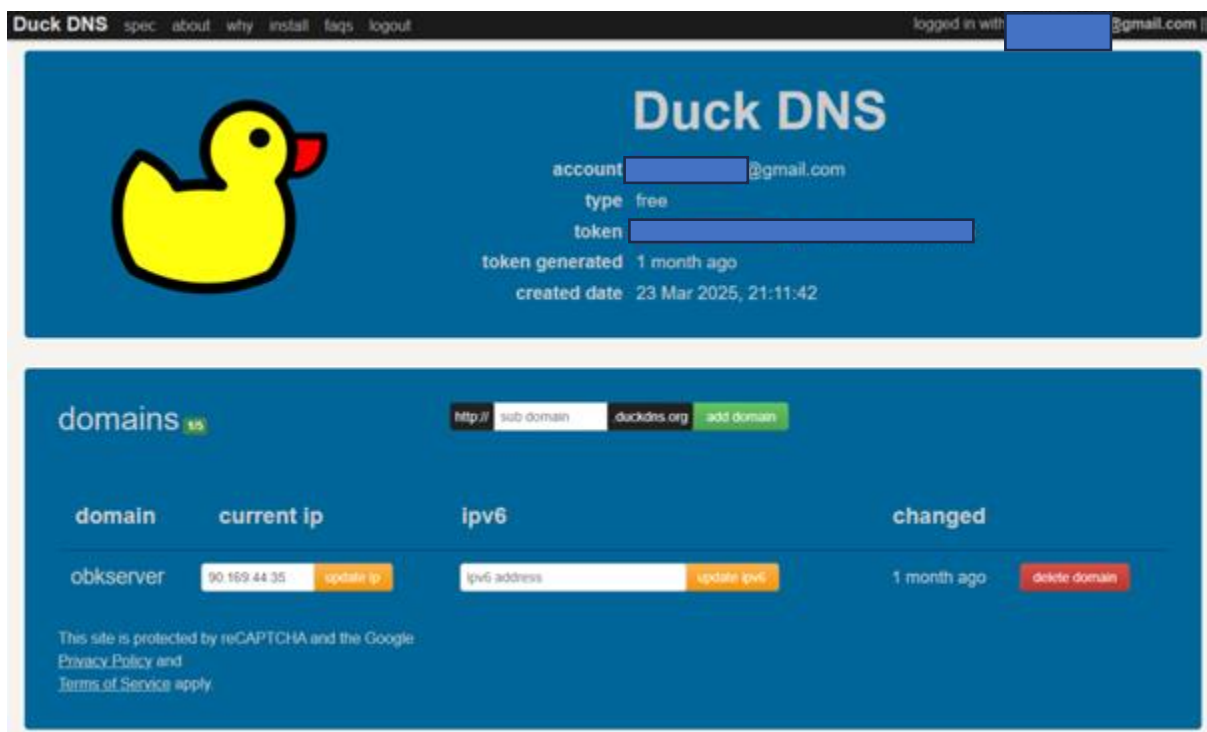 Duck DNS spec about why install faqs logout logged in with @gmail.com
Duck DNS
account @gmail.com
type free
token
token generated 1 month ago
created date 23 Mar 2025, 21:11:42
domains 1/5 http:// sub domain .duckdns.org add domain
domain current ip ipv6 changed
obkserver 90.169.44.35 update ip ipv6 address update ipv6 1 month ago delete domain
This site is protected by reCAPTCHA and the Google
Privacy Policy and
Terms of Service apply.